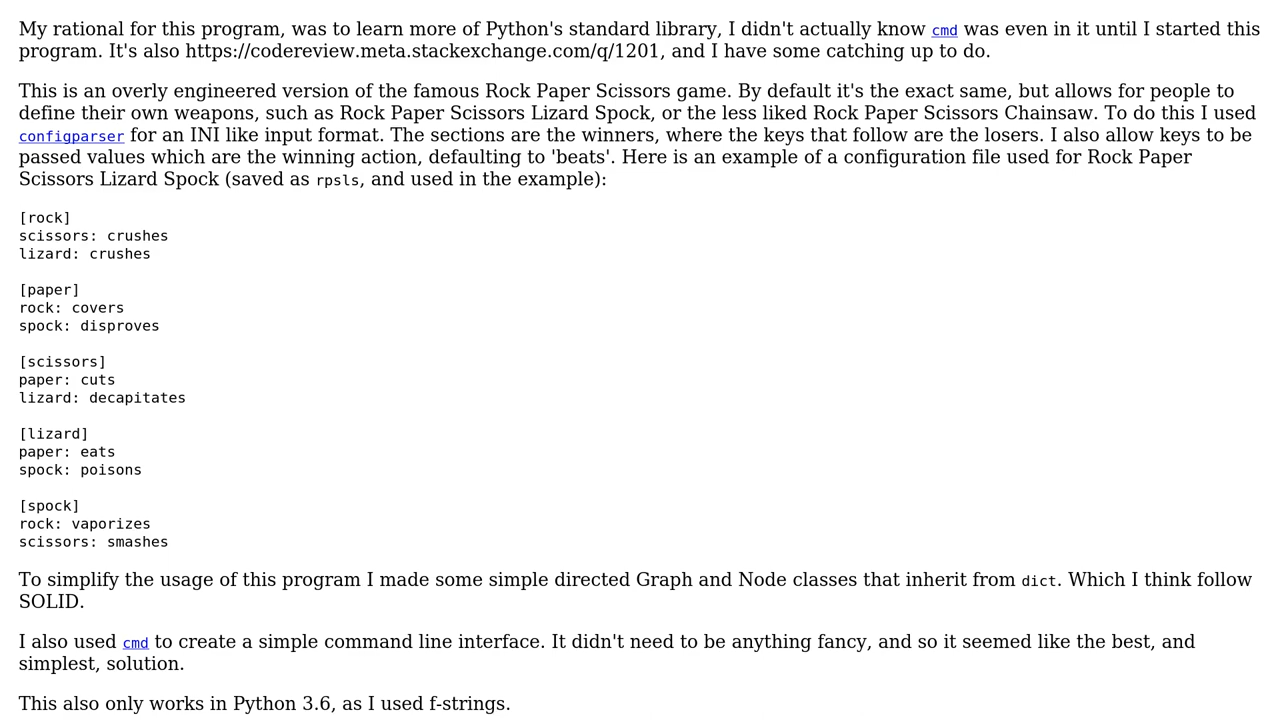 My rational for this program, was to learn more of Python's standard library, I didn't actually know cmd was even in it until I started this
program. It's also https://codereview.meta.stackexchange.com/q/1201, and I have some catching up to do.
This is an overly engineered version of the famous Rock Paper Scissors game. By default it's the exact same, but allows for people to
define their own weapons, such as Rock Paper Scissors Lizard Spock, or the less liked Rock Paper Scissors Chainsaw. To do this I used
configparser for an INI like input format. The sections are the winners, where the keys that follow are the losers. I also allow keys to be
passed values which are the winning action, defaulting to 'beats'. Here is an example of a configuration file used for Rock Paper
Scissors Lizard Spock (saved as rpsls, and used in the example):
[rock]
scissors: crushes
lizard: crushes
[paper]
rock: covers
spock: disproves
[scissors]
paper: cuts
lizard: decapitates
[lizard]
paper: eats
spock: poisons
[spock]
rock: vaporizes
scissors: smashes
To simplify the usage of this program I made some simple directed Graph and Node classes that inherit from dict. Which I think follow
SOLID.
I also used cmd to create a simple command line interface. It didn't need to be anything fancy, and so it seemed like the best, and
simplest, solution.
This also only works in Python 3.6, as I used f-strings.